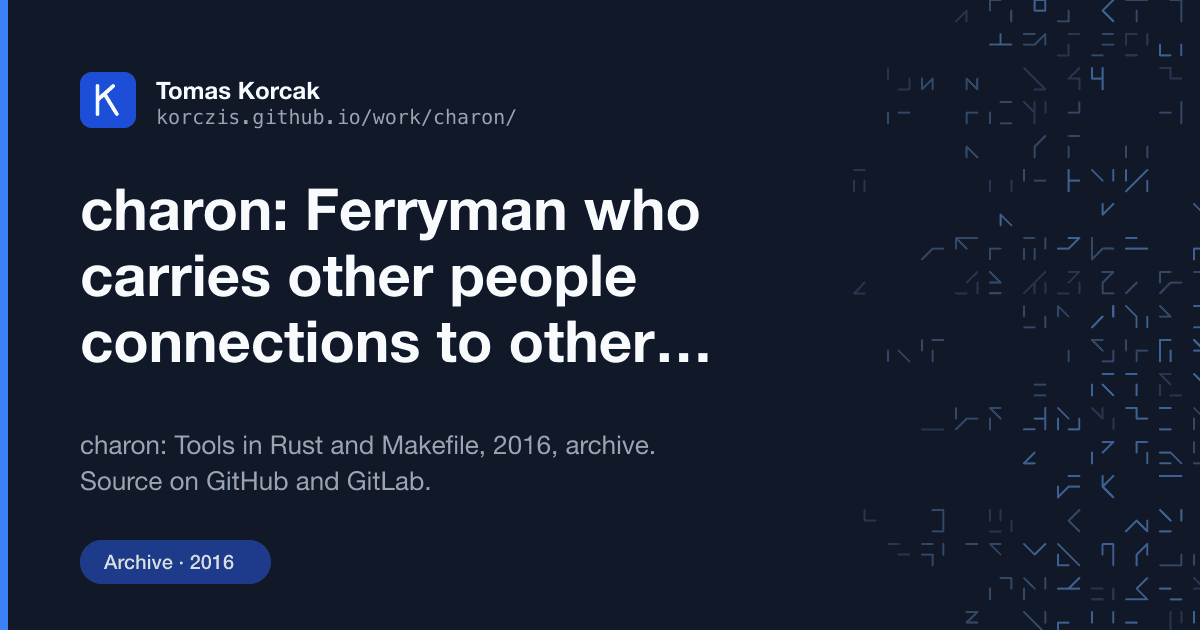 K
Tomas Korcak
korczis.github.io/work/charon/
charon: Ferryman who
carries other people
connections to other…
charon: Tools in Rust and Makefile, 2016, archive.
Source on GitHub and GitLab.
Archive · 2016